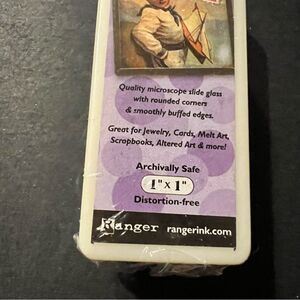 Quality microscope slide glass
with rounded corners
& smoothly buffed edges.
Great for Jewelry, Cards, Melt Art,
Scrapbooks, Altered Art & more!
Archivally Safe
1" x 1"
Distortion-free
Ranger rangerink.com